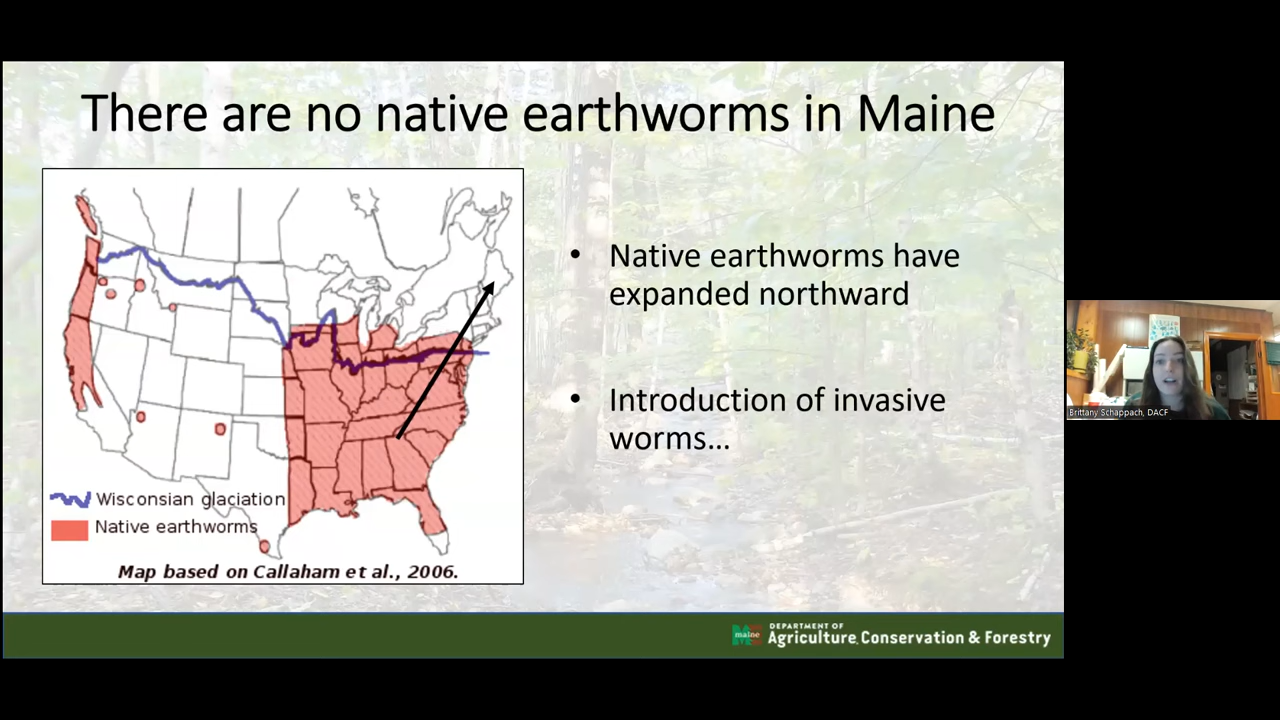 There are no native earthworms in Maine
Wisconsian glaciation
Native earthworms
Map based on Callaham et al., 2006.
• Native earthworms have
expanded northward
• Introduction of invasive
worms...
Brittany Schappach, DACF
maine
DEPARTMENT OF
Agriculture, Conservation & Forestry